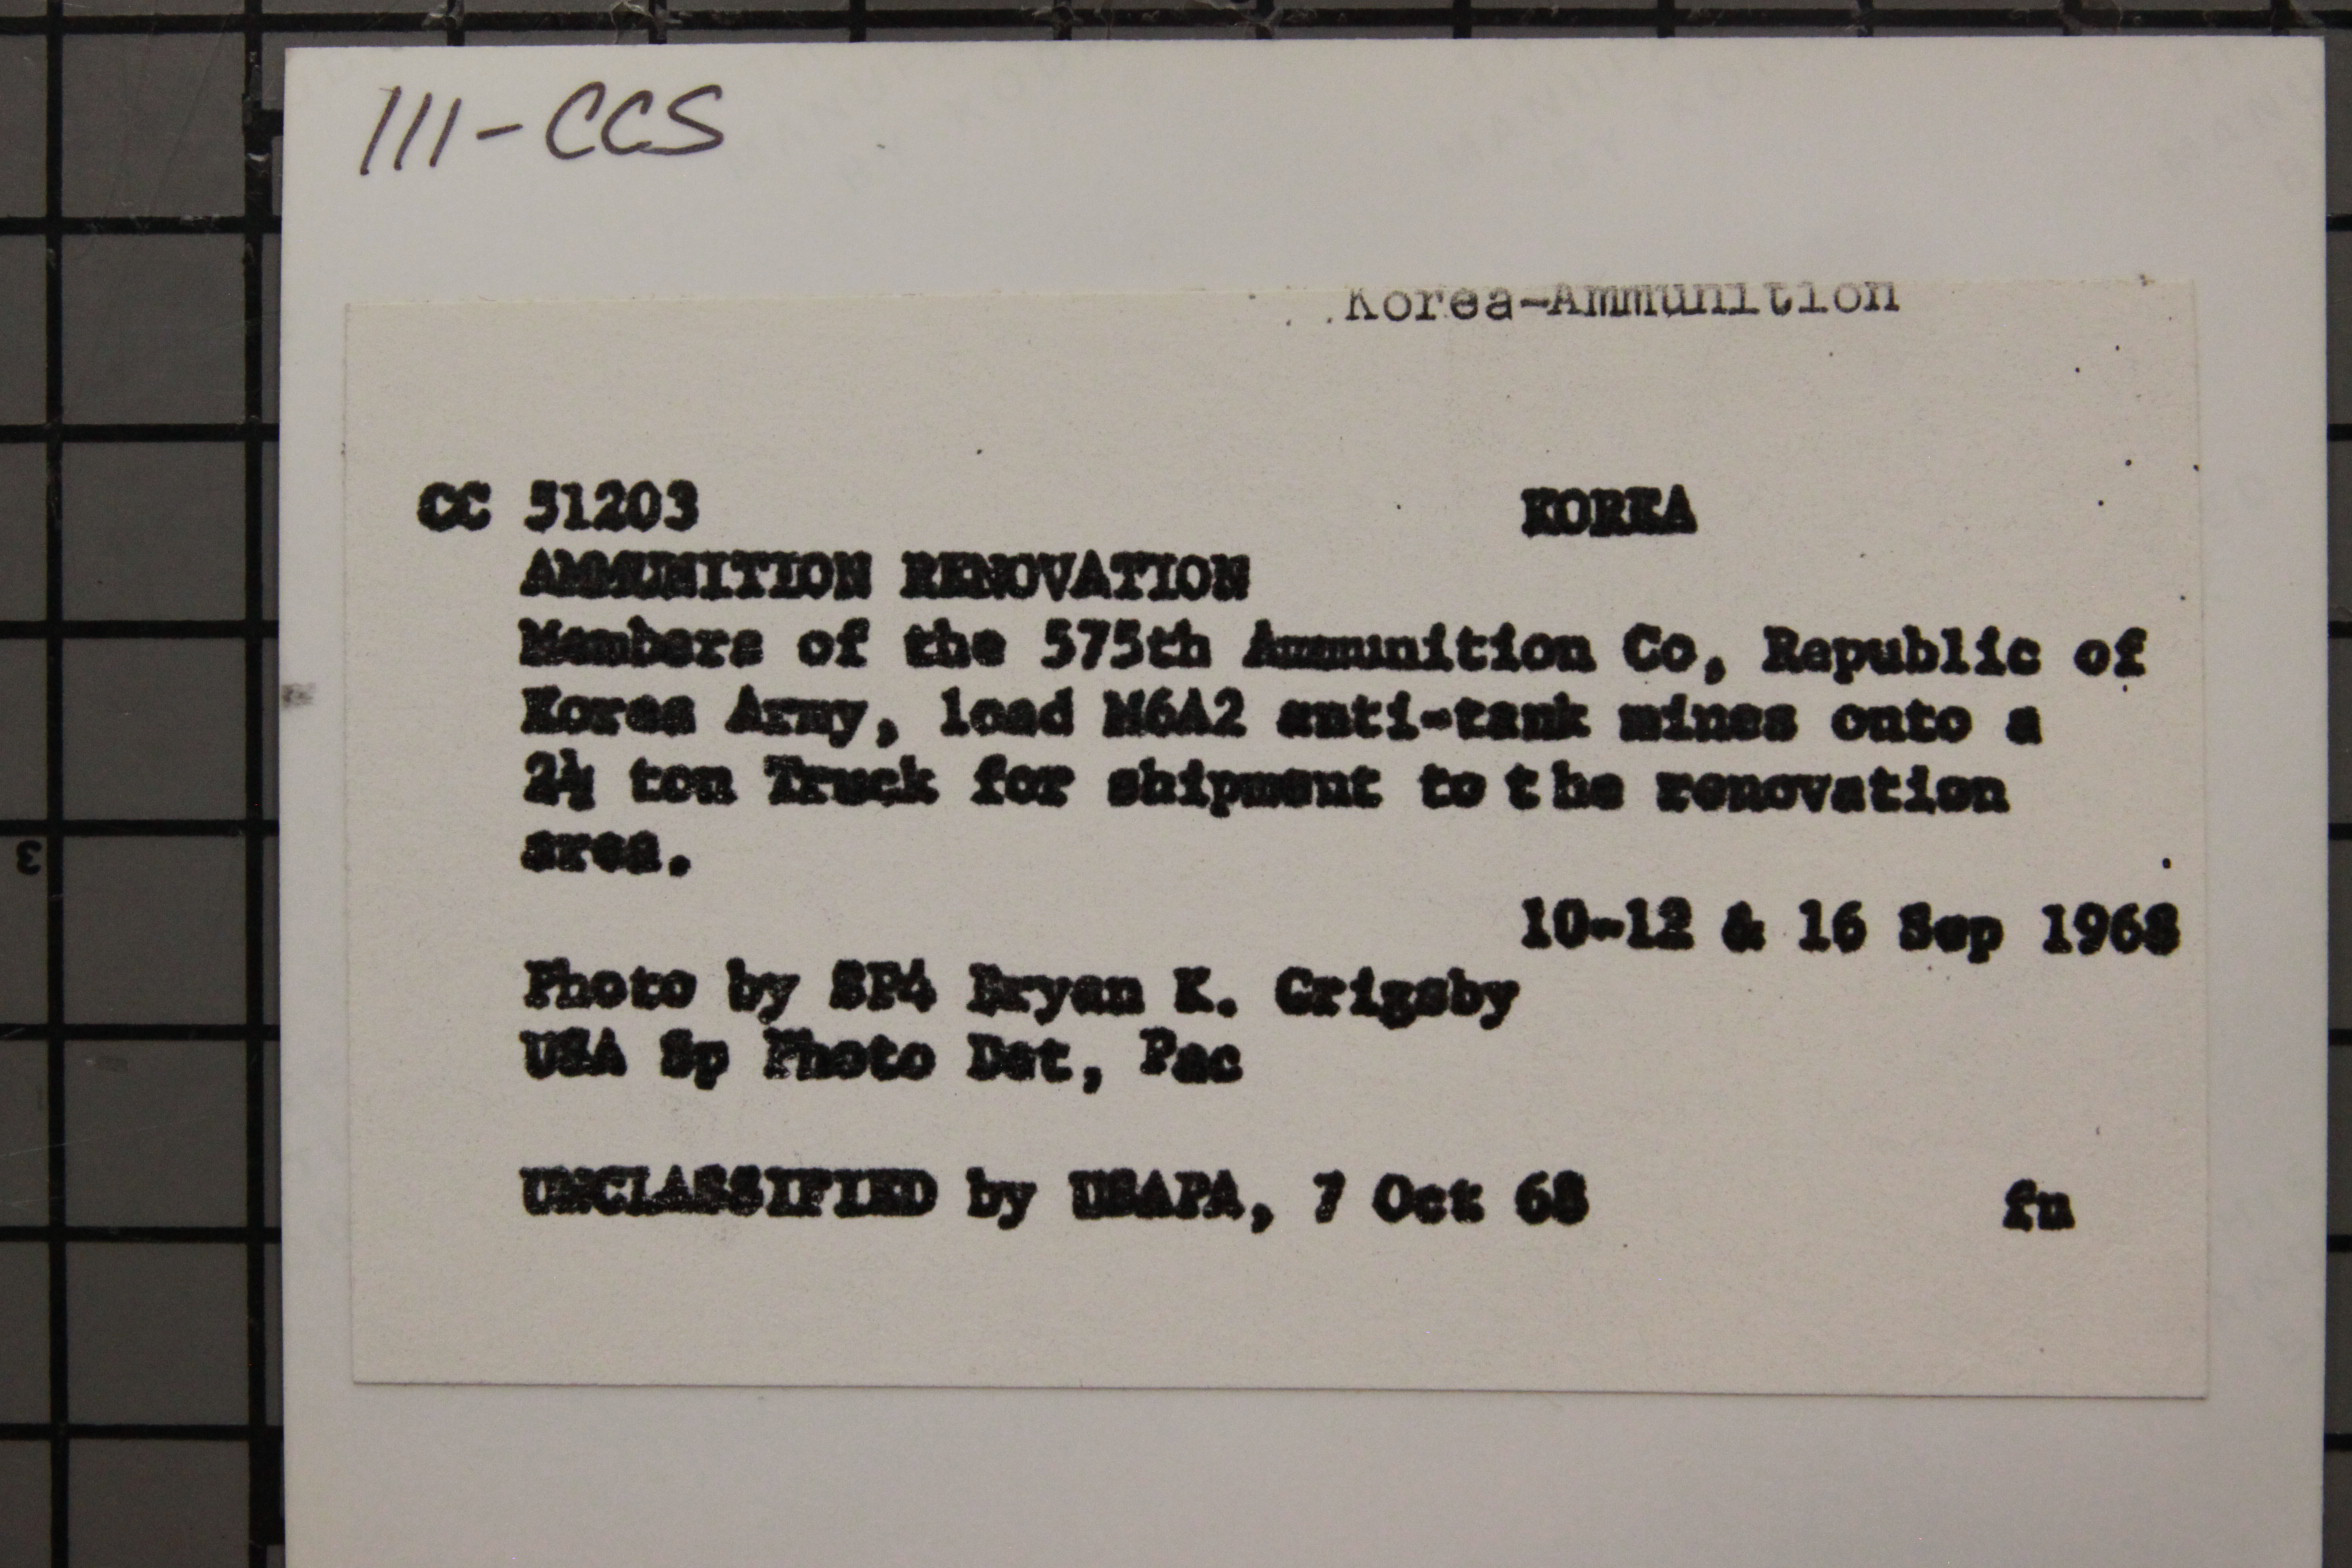 111-CCS
Korea-Ammunition
CC 51203 KOREA
AMMUNITION RENOVATION
Members of the 575th Ammunition Co, Republic of
Korea Army, load M6A2 anti-tank mines onto a
2½ ton Truck for shipment to the renovation
area.
10-12 & 16 Sep 1968
Photo by SP4 Bryan K. Grigsby
USA Sp Photo Det, Pac
UNCLASSIFIED by USAPA, 7 Oct 68 fn
3